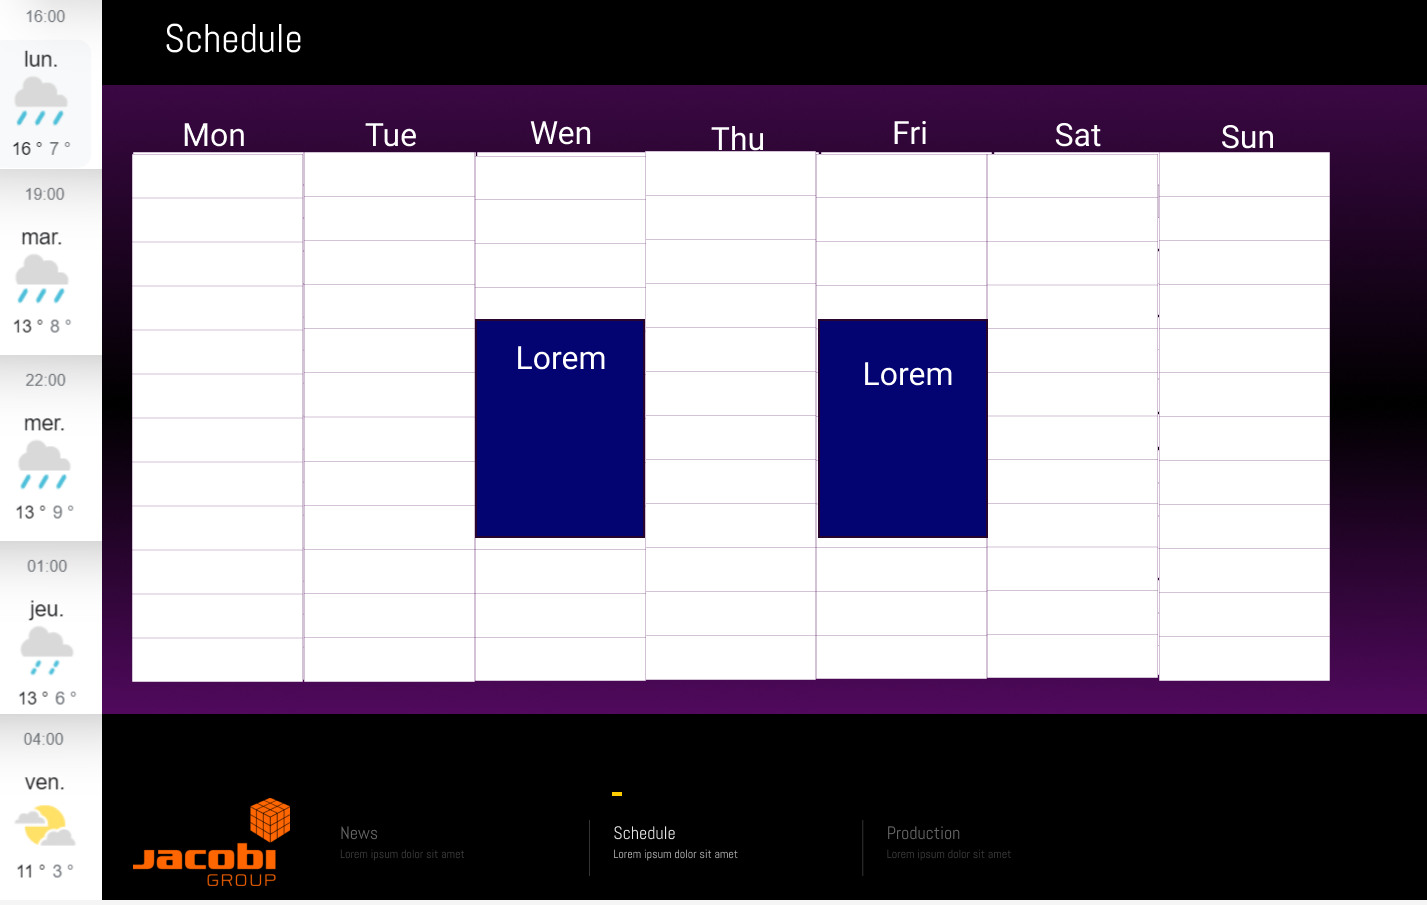 16:00
lun.
16 ° 7 °
19:00
mar.
13 ° 8 °
22:00
mer.
13 ° 9 °
01:00
jeu.
13 ° 6 °
04:00
ven.
11 ° 3 °
Schedule
Mon Tue Wen Thu Fri Sat Sun
Lorem Lorem
jacobi
GROUP
News
Lorem ipsum dolor sit amet
Schedule
Lorem ipsum dolor sit amet
Production
Lorem ipsum dolor sit amet